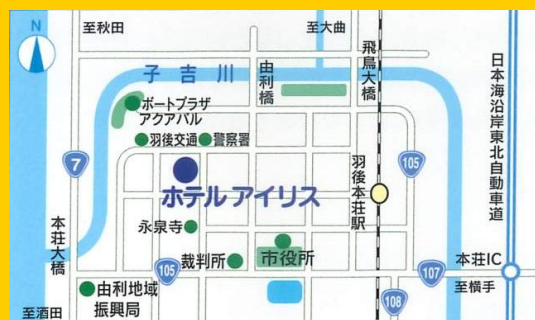 N
至秋田
至大曲
子吉川
由利橋
飛鳥大橋
日本海沿岸東北自動車道
ボートプラザ
アクアパル
羽後交通
警察署
7
105
ホテルアイリス
羽後本荘駅
永泉寺
本荘大橋
裁判所
市役所
105
107
本荘IC
至横手
由利地域
振興局
108
至酒田